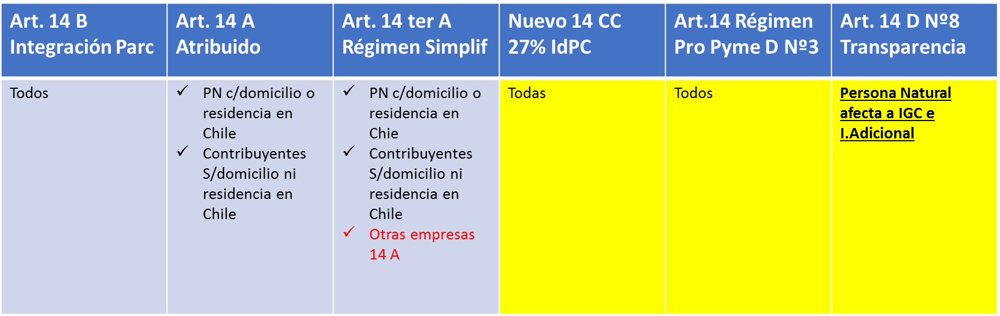 Art. 14 B
Integración Parc
Art. 14 A
Atribuido
Art. 14 ter A
Régimen Simplif
Nuevo 14 CC
27% IdPC
Art.14 Régimen
Pro Pyme D Nº3
Art. 14 D Nº8
Transparencia
Todos
✓ PN c/domicilio o
residencia en
Chile
✓ Contribuyentes
S/domicilio ni
residencia en
Chile
✓ PN c/domicilio o
residencia en
Chie
✓ Contribuyentes
S/domicilio ni
residencia en
Chile
✓ Otras empresas
14 A
Todas
Todos
Persona Natural
afecta a IGC e
I.Adicional